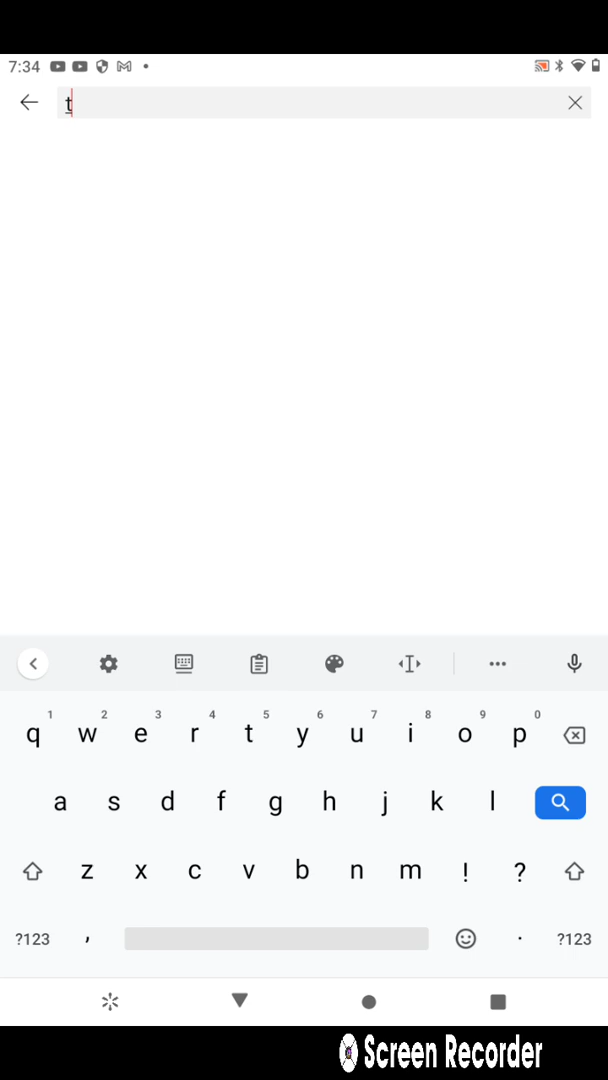 7:34
t
1 2 3 4 5 6 7 8 9 0
q w e r t y u i o p
a s d f g h j k l
z x c v b n m ! ?
?123 , . ?123
Screen Recorder